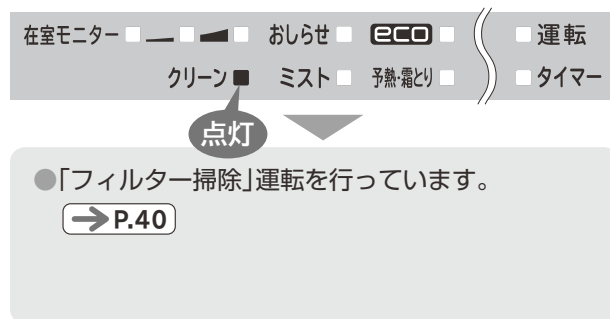 在室モニター おしらせ eco 運転
クリーン ミスト 予熱・霜とり タイマー
点灯
●「フィルター掃除」運転を行っています。
→P.40